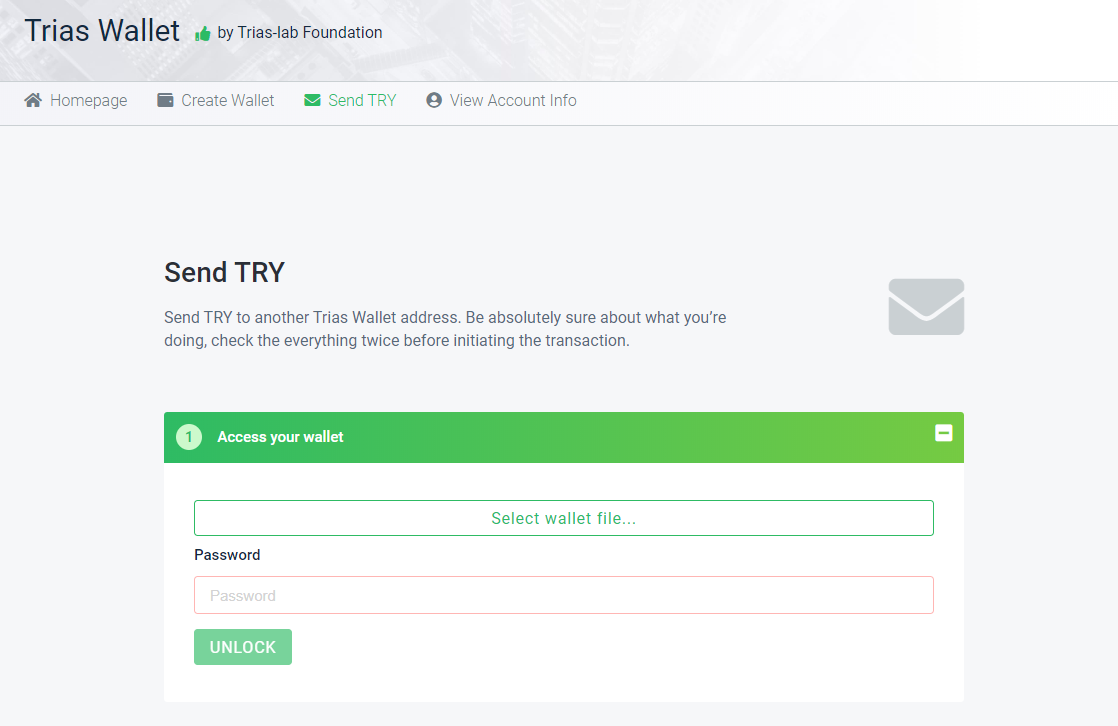 Trias Wallet by Trias-lab Foundation
Homepage Create Wallet Send TRY View Account Info
Send TRY
Send TRY to another Trias Wallet address. Be absolutely sure about what you’re
doing, check the everything twice before initiating the transaction.
1 Access your wallet
Select wallet file...
Password
Password
UNLOCK